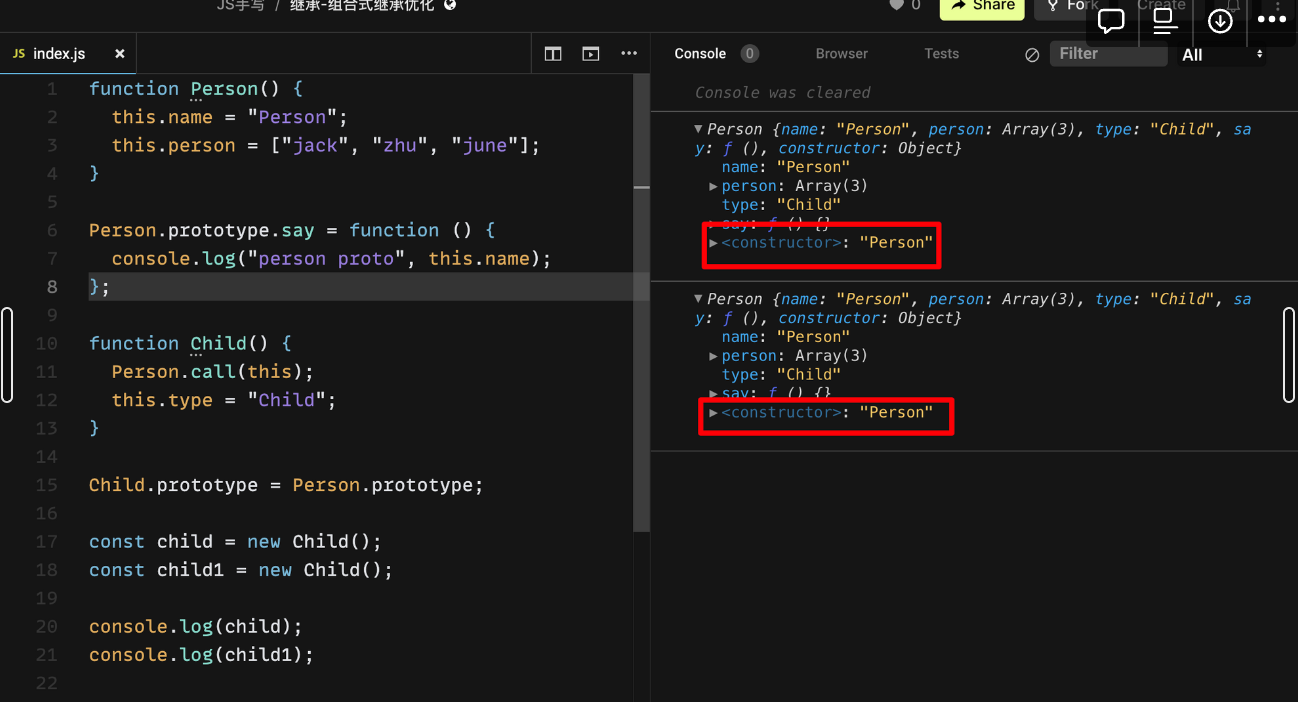 JS手写 / 继承-组合式继承优化
0
Share
Fork
Create
JS index.js ×
Console 0 Browser Tests Filter All
Console was cleared
1 function Person() {
2 this.name = "Person";
3 this.person = ["jack", "zhu", "june"];
4 }
5
6 Person.prototype.say = function () {
7 console.log("person proto", this.name);
8 };
9
10 function Child() {
11 Person.call(this);
12 this.type = "Child";
13 }
14
15 Child.prototype = Person.prototype;
16
17 const child = new Child();
18 const child1 = new Child();
19
20 console.log(child);
21 console.log(child1);
22
▼Person {name: "Person", person: Array(3), type: "Child", sa
y: ƒ (), constructor: Object}
name: "Person"
▶person: Array(3)
type: "Child"
▶say: ƒ () {}
▶<constructor>: "Person"
▼Person {name: "Person", person: Array(3), type: "Child", sa
y: ƒ (), constructor: Object}
name: "Person"
▶person: Array(3)
type: "Child"
▶say: ƒ () {}
▶<constructor>: "Person"